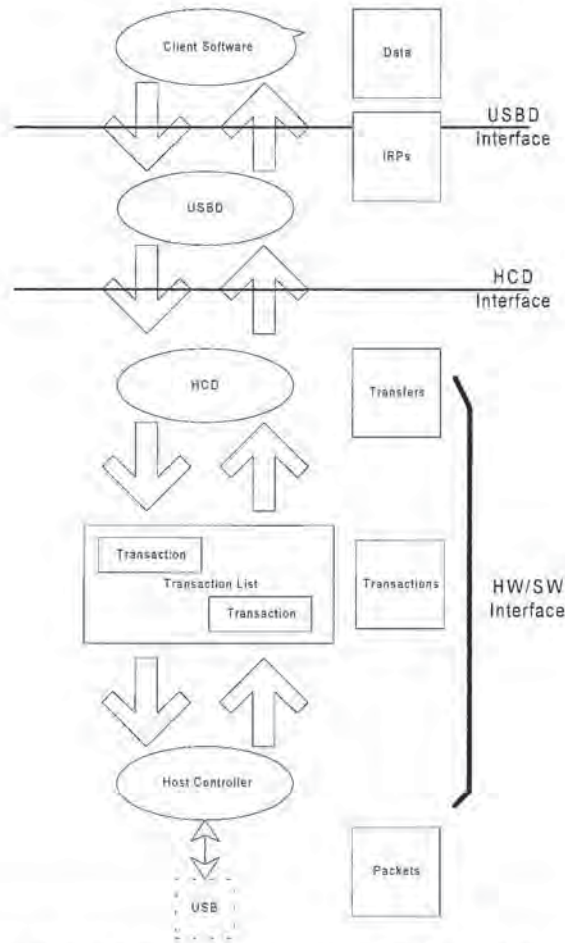 Client Software
Data
USBD
Interface
IRPs
USBD
HCD
Interface
HCD
Transfers
Transaction
Transaction List
Transaction
Transactions
HW/SW
Interface
Host Controller
Packets
USB